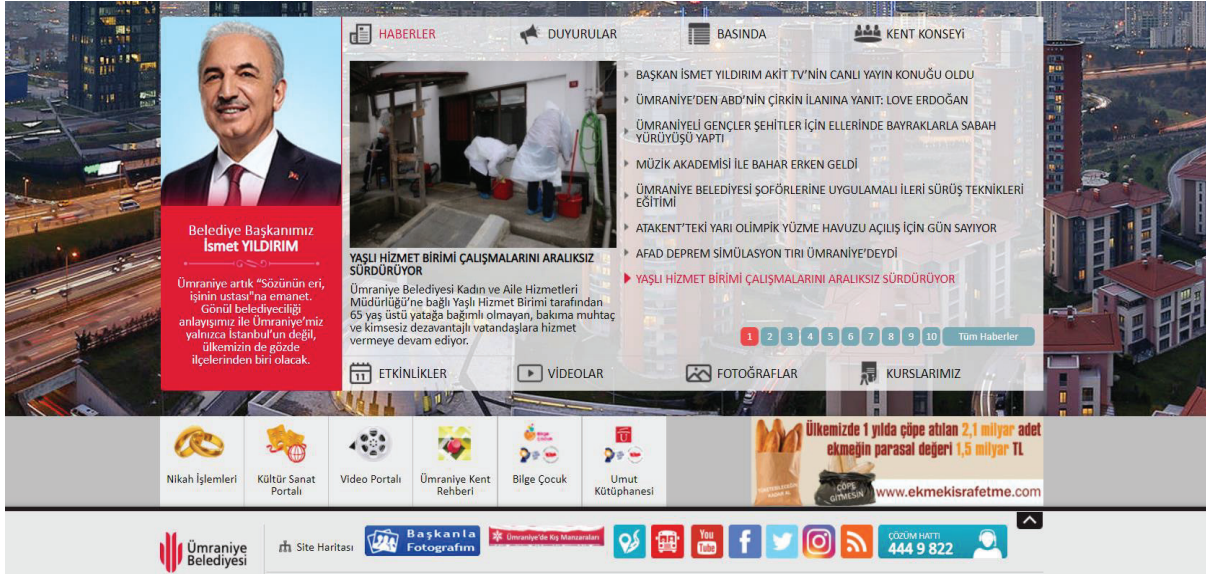 HABERLER
DUYURULAR
BASINDA
KENT KONSEYi
Belediye Başkanımız
İsmet YILDIRIM
Ümraniye artık “Sözünün eri,
işinin ustası"na emanet.
Gönül belediyeciliği
anlayışımız ile Ümraniye’miz
yalnızca İstanbul’un değil,
ülkemizin de gözde
ilçelerinden biri olacak.
YAŞLI HİZMET BİRİMİ ÇALIŞMALARINI ARALIKSIZ
SÜRDÜRÜYOR
Ümraniye Belediyesi Kadın ve Aile Hizmetleri
Müdürlüğü’ne bağlı Yaşlı Hizmet Birimi tarafından
65 yaş üstü yatağa bağımlı olmayan, bakıma muhtaç
ve kimsesiz dezavantajlı vatandaşlara hizmet
vermeye devam ediyor.
BAŞKAN İSMET YILDIRIM AKİT TV’NİN CANLI YAYIN KONUĞU OLDU
ÜMRANİYE’DEN ABD’NİN ÇİRKİN İLANINA YANIT: LOVE ERDOĞAN
ÜMRANİYELİ GENÇLER ŞEHİTLER İÇİN ELLERİNDE BAYRAKLARLA SABAH
YÜRÜYÜŞÜ YAPTI
MÜZİK AKADEMİSİ İLE BAHAR ERKEN GELDİ
ÜMRANİYE BELEDİYESİ ŞOFÖRLERİNE UYGULAMALI İLERİ SÜRÜŞ TEKNİKLERİ
EĞİTİMİ
ATAKENT’TEKİ YARI OLİMPİK YÜZME HAVUZU AÇILIŞ İÇİN GÜN SAYIYOR
AFAD DEPREM SİMÜLASYON TIRI ÜMRANİYE’DEYDİ
YAŞLI HİZMET BİRİMİ ÇALIŞMALARINI ARALIKSIZ SÜRDÜRÜYOR
1 2 3 4 5 6 7 8 9 10 Tüm Haberler
11 ETKİNLİKLER
VİDEOLAR
FOTOĞRAFLAR
KURSLARIMIZ
Nikah İşlemleri
Kültür Sanat
Portalı
Video Portalı
Ümraniye Kent
Rehberi
Bilge Çocuk
Umut
Kütüphanesi
Ülkemizde 1 yılda çöpe atılan 2,1 milyar adet
ekmeğin parasal değeri 1,5 milyar TL
ÇÖPE
GİTMESİN
www.ekmekisrafetme.com
Ümraniye
Belediyesi
Site Haritası
Başkanla
Fotografım
Ümraniye'de Kış Manzaraları
You
Tube
ÇÖZÜM HATTI
444 9 822